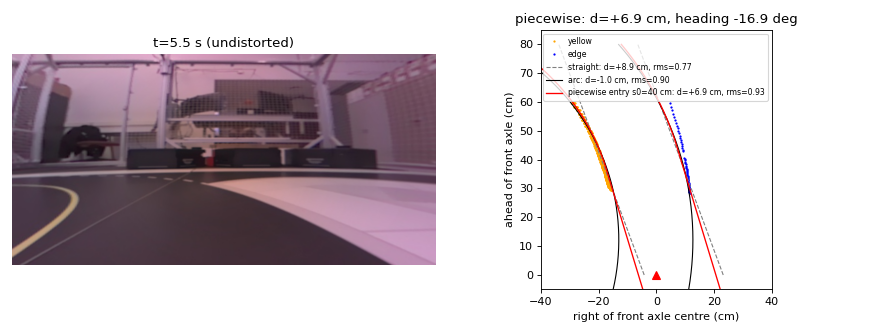 t=5.5 s (undistorted)
piecewise: d=+6.9 cm, heading -16.9 deg
yellow
edge
straight: d=+8.9 cm, rms=0.77
arc: d=-1.0 cm, rms=0.90
piecewise entry s0=40 cm: d=+6.9 cm, rms=0.93
ahead of front axle (cm)
80
70
60
50
40
30
20
10
0
−40
−20
0
20
40
right of front axle centre (cm)